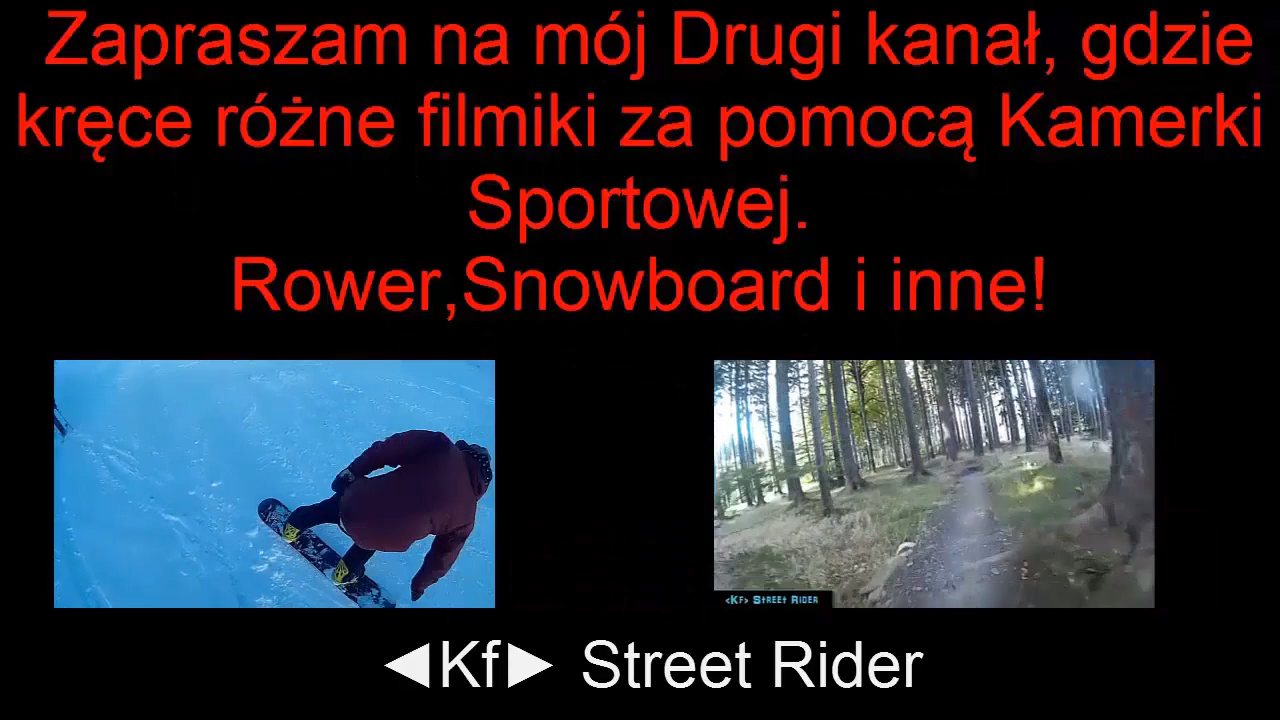 Zapraszam na mój Drugi kanał, gdzie
kręce różne filmiki za pomocą Kamerki
Sportowej.
Rower,Snowboard i inne!
<Kf> Street Rider
◄Kf► Street Rider